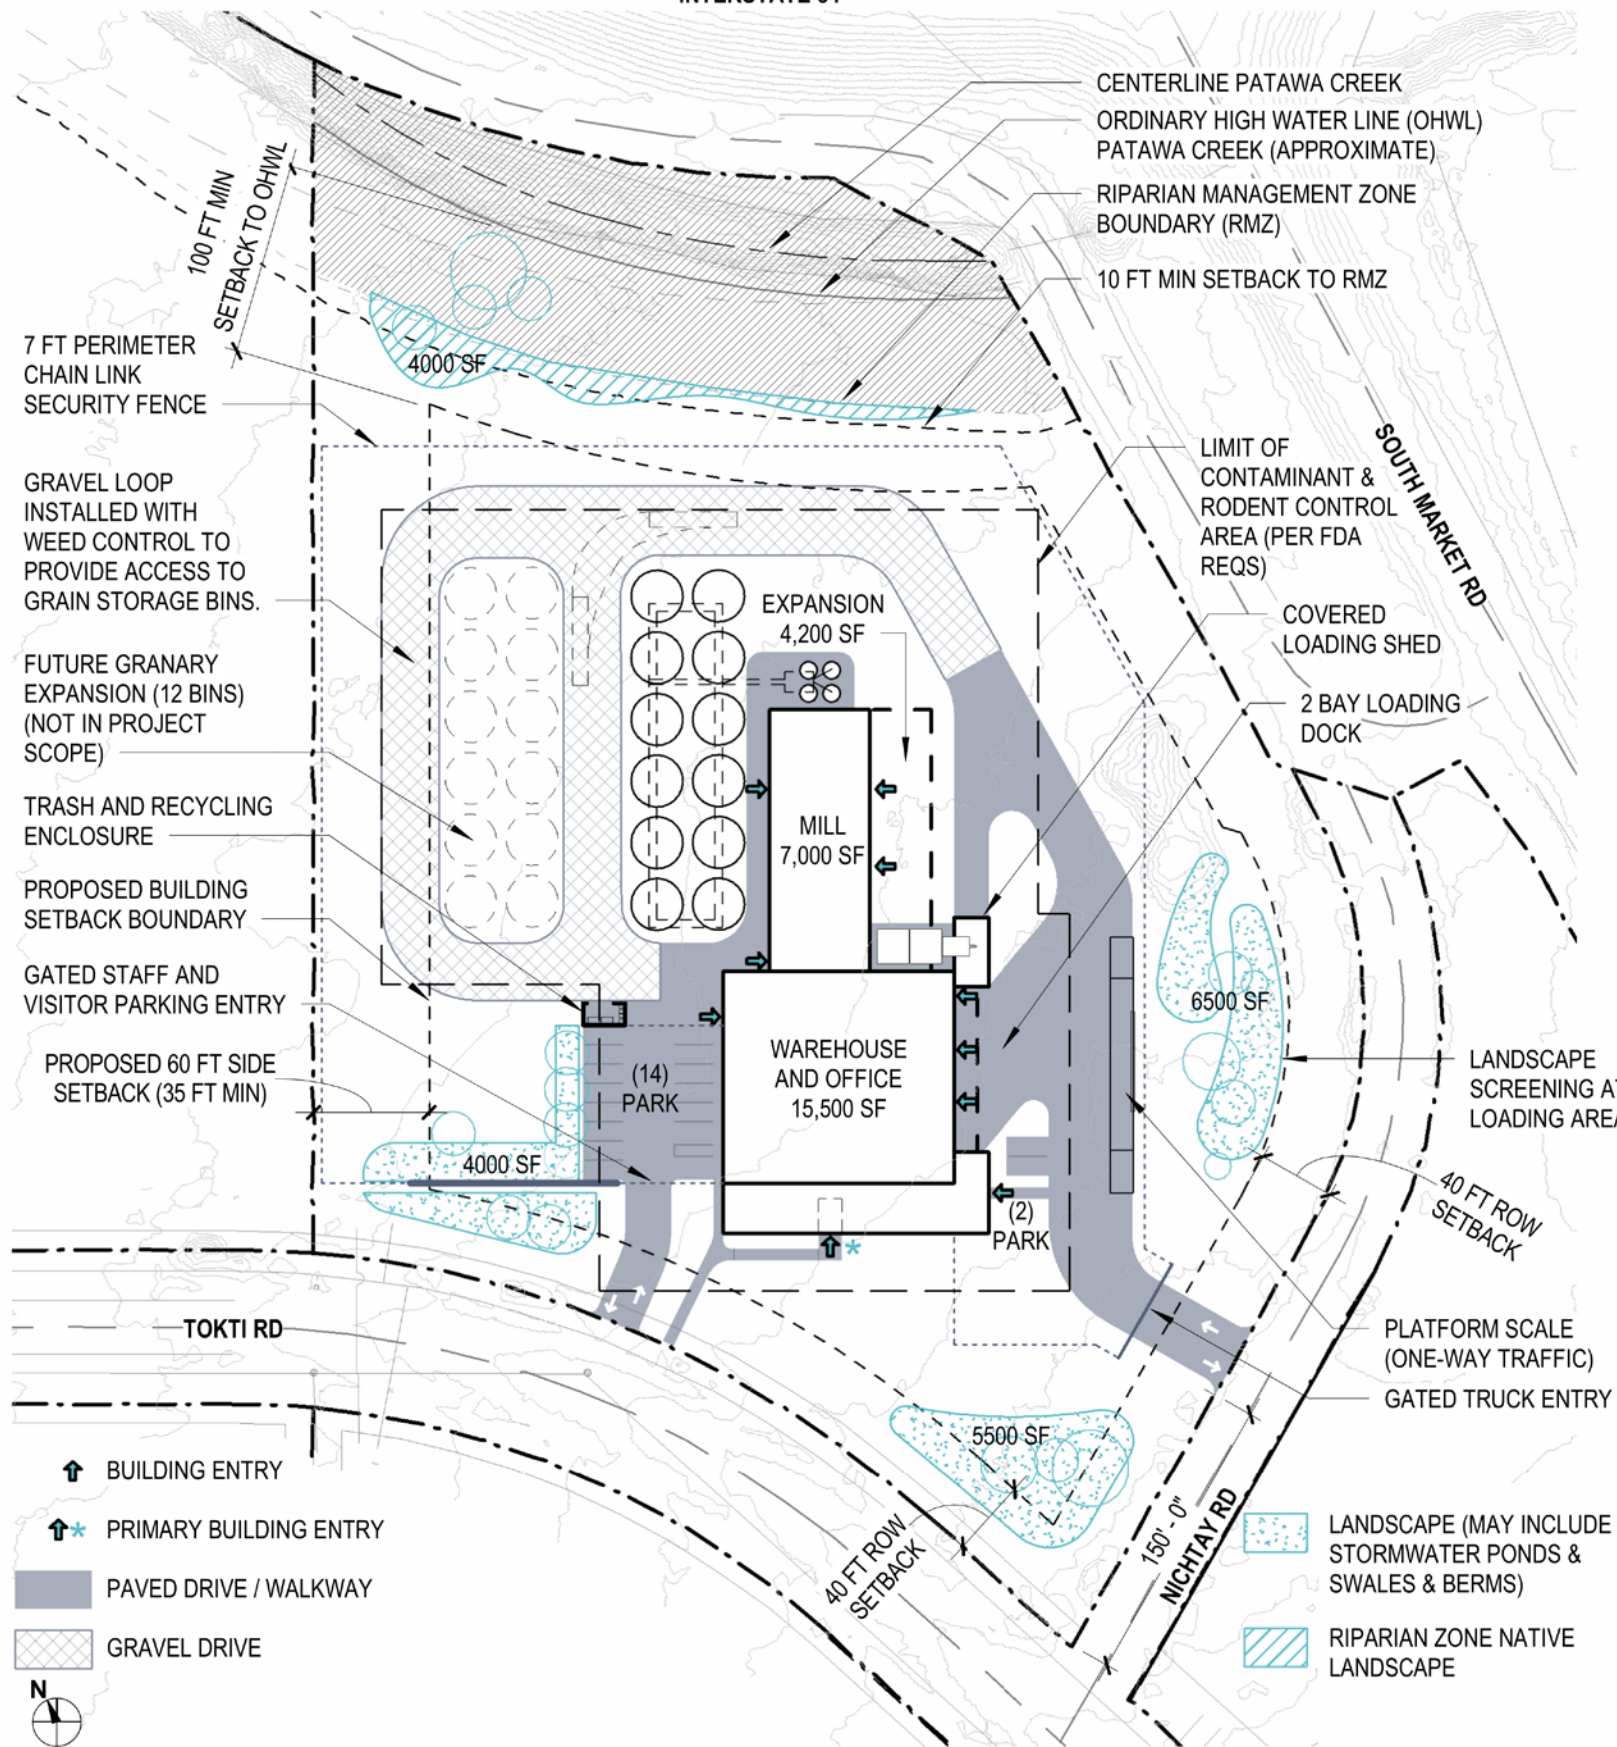 CENTERLINE PATAWA CREEK
ORDINARY HIGH WATER LINE (OHWL)
PATAWA CREEK (APPROXIMATE)
RIPARIAN MANAGEMENT ZONE
BOUNDARY (RMZ)
10 FT MIN SETBACK TO RMZ
100 FT MIN
SETBACK TO OHWL
7 FT PERIMETER
CHAIN LINK
SECURITY FENCE
4000 SF
SOUTH MARKET RD
LIMIT OF
CONTAMINANT &
RODENT CONTROL
AREA (PER FDA
REQS)
GRAVEL LOOP
INSTALLED WITH
WEED CONTROL TO
PROVIDE ACCESS TO
GRAIN STORAGE BINS.
EXPANSION
4,200 SF
COVERED
LOADING SHED
FUTURE GRANARY
EXPANSION (12 BINS)
(NOT IN PROJECT
SCOPE)
2 BAY LOADING
DOCK
TRASH AND RECYCLING
ENCLOSURE
MILL
7,000 SF
PROPOSED BUILDING
SETBACK BOUNDARY
GATED STAFF AND
VISITOR PARKING ENTRY
6500 SF
PROPOSED 60 FT SIDE
SETBACK (35 FT MIN)
(14)
PARK
WAREHOUSE
AND OFFICE
15,500 SF
LANDSCAPE
SCREENING AT
LOADING AREA
4000 SF
40 FT ROW
SETBACK
(2)
PARK
TOKTI RD
PLATFORM SCALE
(ONE-WAY TRAFFIC)
GATED TRUCK ENTRY
5500 SF
40 FT ROW
SETBACK
150' - 0"
NICHTAY RD
BUILDING ENTRY
* PRIMARY BUILDING ENTRY
PAVED DRIVE / WALKWAY
GRAVEL DRIVE
N
LANDSCAPE (MAY INCLUDE
STORMWATER PONDS &
SWALES & BERMS)
RIPARIAN ZONE NATIVE
LANDSCAPE